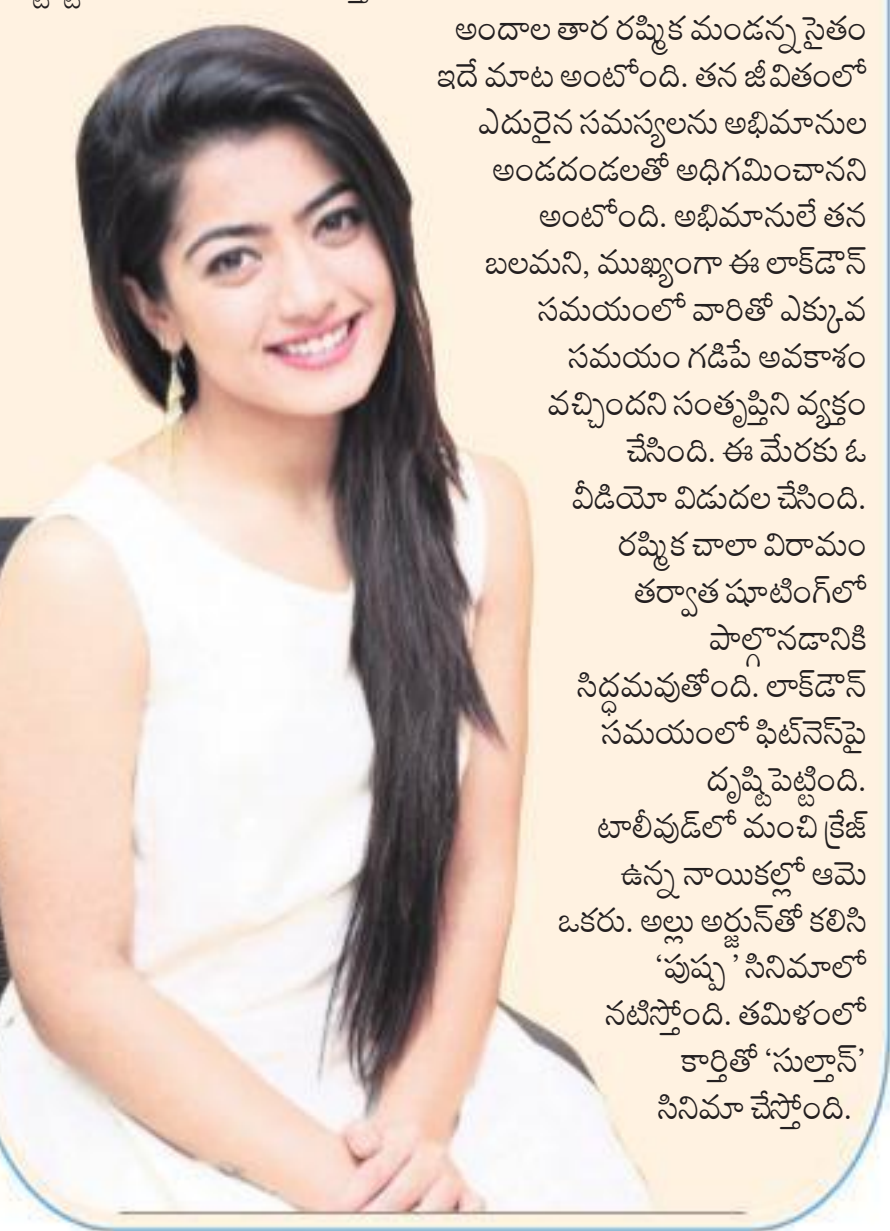 అందాల తార రష్మిక మండన్న సైతం
ఇదే మాట అంటోంది. తన జీవితంలో
ఎదురైన సమస్యలను అభిమానుల
అండదండలతో అధిగమించానని
అంటోంది. అభిమానులే తన
బలమని, ముఖ్యంగా ఈ లాక్‌డౌన్
సమయంలో వారితో ఎక్కువ
సమయం గడిపే అవకాశం
వచ్చిందని సంతృప్తిని వ్యక్తం
చేసింది. ఈ మేరకు ఓ
వీడియో విడుదల చేసింది.
రష్మిక చాలా విరామం
తర్వాత షూటింగ్‌లో
పాల్గొనడానికి
సిద్ధమవుతోంది. లాక్‌డౌన్
సమయంలో ఫిట్‌నెస్‌పై
దృష్టిపెట్టింది.
టాలీవుడ్‌లో మంచి క్రేజ్
ఉన్న నాయికల్లో ఆమె
ఒకరు. అల్లు అర్జున్‌తో కలిసి
‘పుష్ప ’ సినిమాలో
నటిస్తోంది. తమిళంలో
కార్తితో ‘సుల్తాన్’
సినిమా చేస్తోంది.